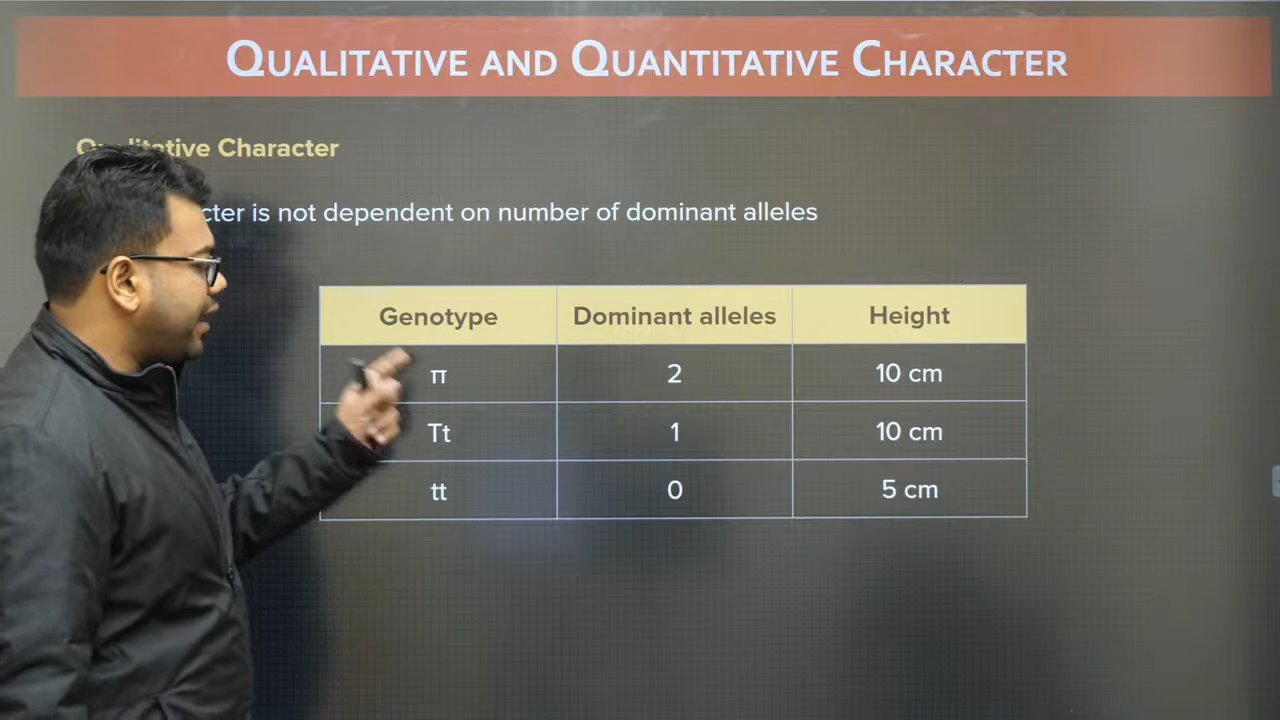 QUALITATIVE AND QUANTITATIVE CHARACTER
Qualitative Character
is not dependent on number of dominant alleles
Genotype Dominant alleles Height
π 2 10 cm
Tt 1 10 cm
tt 0 5 cm